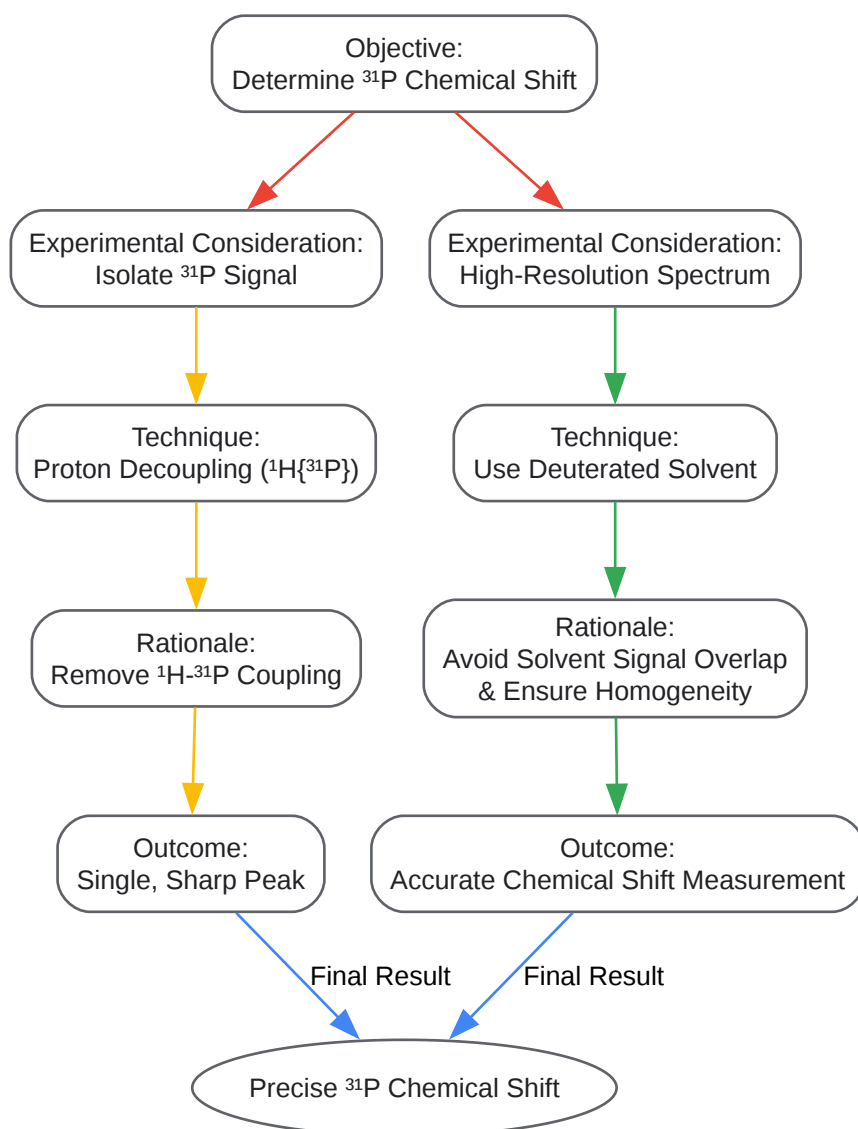 Objective:
Determine ³¹P Chemical Shift
Experimental Consideration:
Isolate ³¹P Signal
Experimental Consideration:
High-Resolution Spectrum
Technique:
Proton Decoupling (¹H{³¹P})
Technique:
Use Deuterated Solvent
Rationale:
Remove ¹H-³¹P Coupling
Rationale:
Avoid Solvent Signal Overlap
& Ensure Homogeneity
Outcome:
Single, Sharp Peak
Outcome:
Accurate Chemical Shift Measurement
Final Result
Final Result
Precise ³¹P Chemical Shift